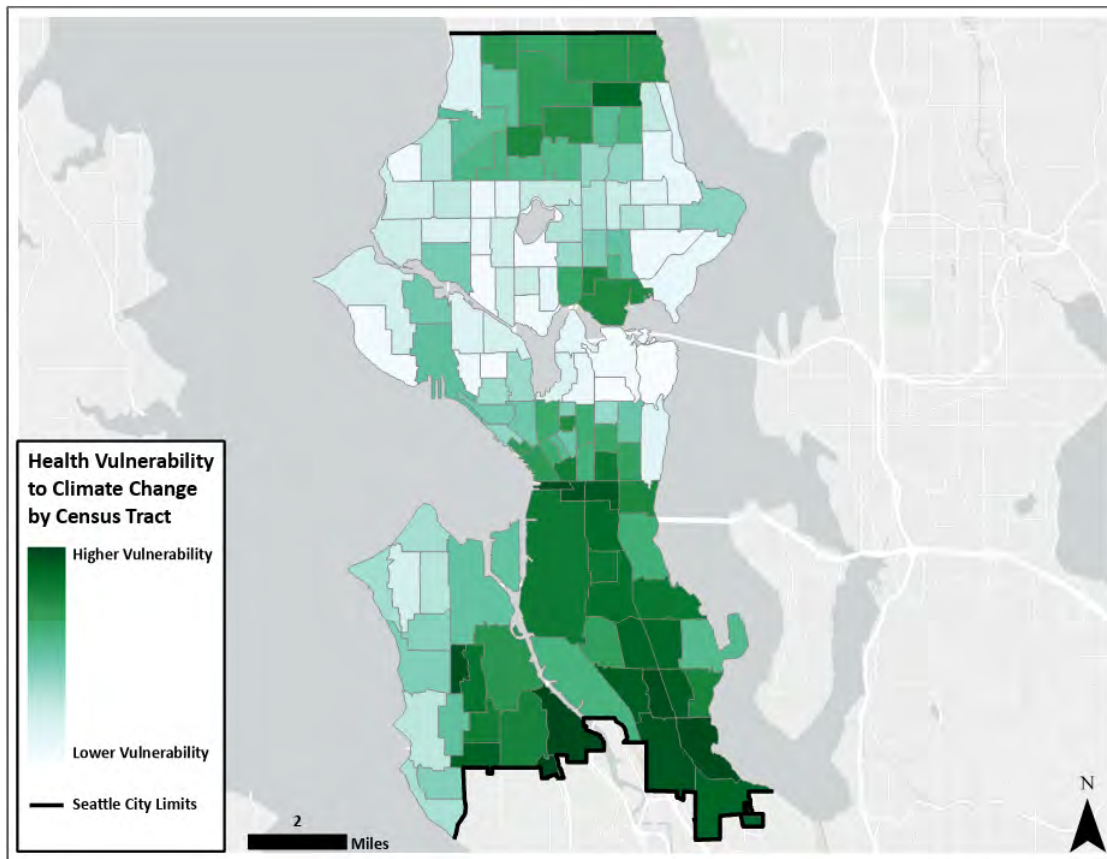 Health Vulnerability
to Climate Change
by Census Tract
Higher Vulnerability
Lower Vulnerability
Seattle City Limits
2
Miles
N